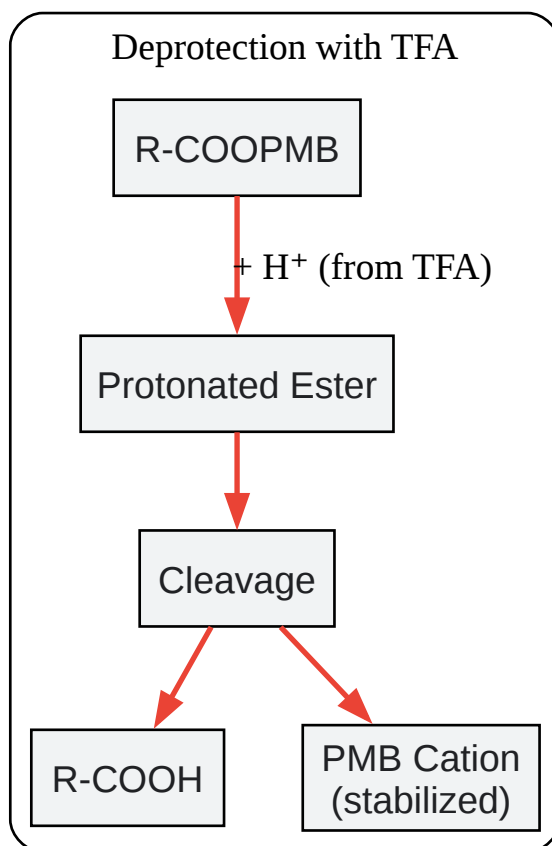 Deprotection with TFA
R-COOPMB
+ H⁺ (from TFA)
Protonated Ester
Cleavage
R-COOH
PMB Cation
(stabilized)